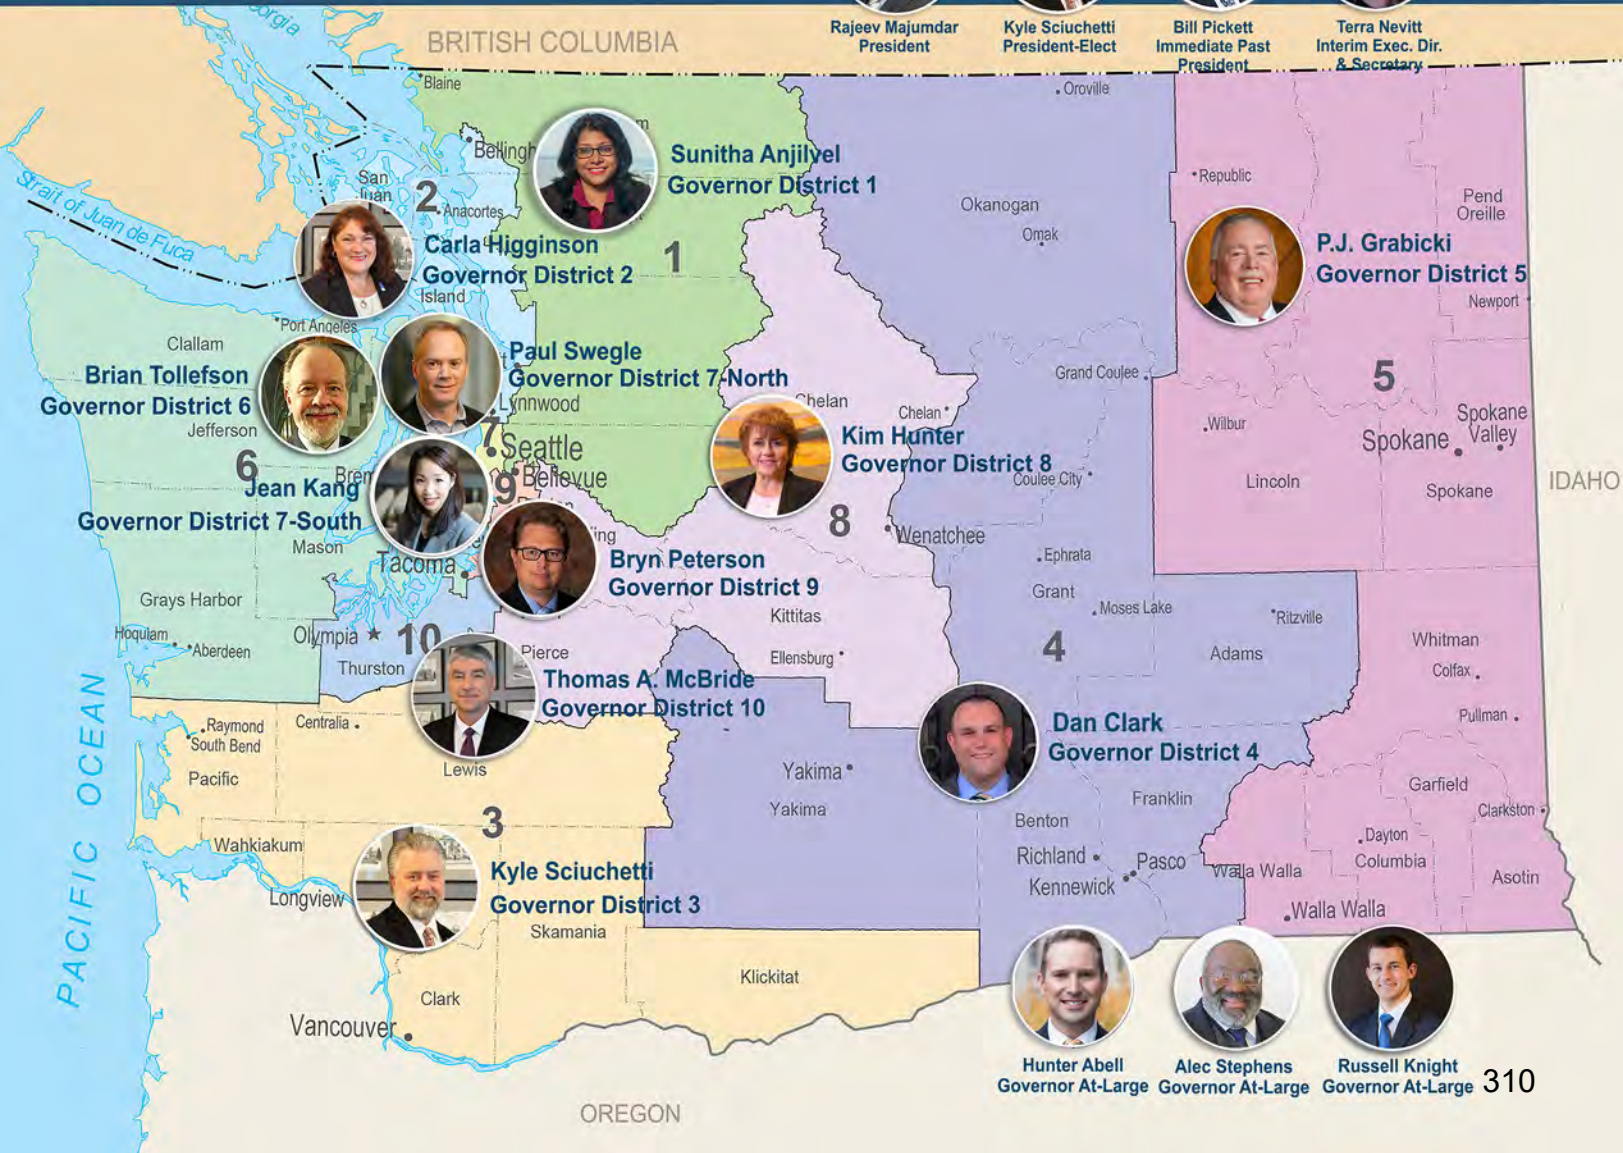 Rajeev Majumdar
President
Kyle Sciuchetti
President-Elect
Bill Pickett
Immediate Past
President
Terra Nevitt
Interim Exec. Dir.
& Secretary
BRITISH COLUMBIA
Blaine
Oroville
Sunitha Anjilvel
Governor District 1
San
Juan
2
Anacortes
Republic
Okanogan
Omak
Pend
Oreille
Strait of Juan de Fuca
Carla Higginson
Governor District 2
Island
1
P.J. Grabicki
Governor District 5
Newport
Port Angeles
Clallam
Brian Tollefson
Governor District 6
Jefferson
6
Paul Swegle
Governor District 7-North
Lynnwood
7
Seattle
Bellevue
9
Chelan
Chelan
Grand Coulee
5
Kim Hunter
Governor District 8
Coulee City
8
Wenatchee
Wilbur
Spokane
Spokane
Valley
Lincoln
Spokane
IDAHO
Jean Kang
Governor District 7-South
Mason
Tacoma
Bryn Peterson
Governor District 9
Ephrata
Grant
Moses Lake
Ritzville
Grays Harbor
Hoquiam
Aberdeen
Olympia
10
Thurston
Pierce
Kittitas
Ellensburg
4
Adams
Whitman
Colfax
Pullman
Thomas A. McBride
Governor District 10
Dan Clark
Governor District 4
Raymond
South Bend
Pacific
Centralia
Lewis
Yakima
Yakima
Franklin
Benton
Richland
Pasco
Kennewick
Garfield
Clarkston
Dayton
Columbia
Asotin
Walla Walla
Walla Walla
3
Wahkiakum
Longview
Kyle Sciuchetti
Governor District 3
Skamania
Klickitat
Clark
Vancouver
PACIFIC OCEAN
OREGON
Hunter Abell
Governor At-Large
Alec Stephens
Governor At-Large
Russell Knight
Governor At-Large
310